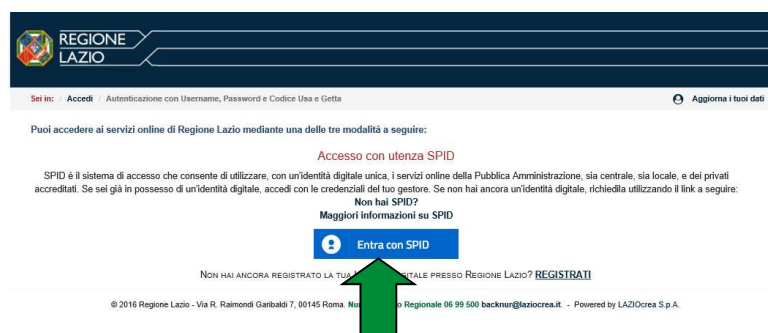 REGIONE
LAZIO
Sei in: / Accedi / Autenticazione con Username, Password e Codice Usa e Getta
Aggiorna i tuoi dati
Puoi accedere ai servizi online di Regione Lazio mediante una delle tre modalità a seguire:
Accesso con utenza SPID
SPID è il sistema di accesso che consente di utilizzare, con un'identità digitale unica, i servizi online della Pubblica Amministrazione, sia centrale, sia locale, e dei privati
accreditati. Se sei già in possesso di un'identità digitale, accedi con le credenziali del tuo gestore. Se non hai ancora un'identità digitale, richiedila utilizzando il link a seguire:
Non hai SPID?
Maggiori informazioni su SPID
Entra con SPID
NON HAI ANCORA REGISTRATO LA TUA PRESSO REGIONE LAZIO? REGISTRATI
© 2016 Regione Lazio - Via R. Raimondi Garibaldi 7, 00145 Roma. Regionale 06 99 500 backnur@laziocrea.it - Powered by LAZIOcrea S.p.A.